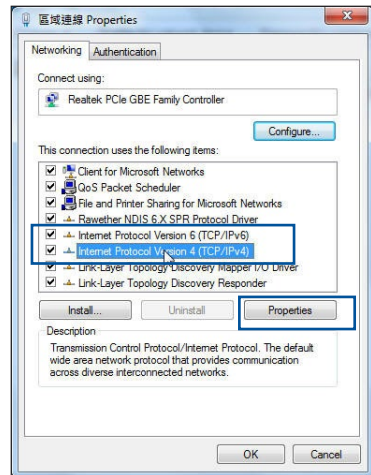 區域連線 Properties
Networking
Authentication
Connect using:
Realtek PCIe GBE Family Controller
Configure...
This connection uses the following items:
Client for Microsoft Networks
QoS Packet Scheduler
File and Printer Sharing for Microsoft Networks
Rawether NDIS 6.X SPR Protocol Driver
Internet Protocol Version 6 (TCP/IPv6)
Internet Protocol Version 4 (TCP/IPv4)
Link-Layer Topology Discovery Mapper I/O Driver
Link-Layer Topology Discovery Responder
Install...
Uninstall
Properties
Description
Transmission Control Protocol/Internet Protocol. The default
wide area network protocol that provides communication
across diverse interconnected networks.
OK
Cancel